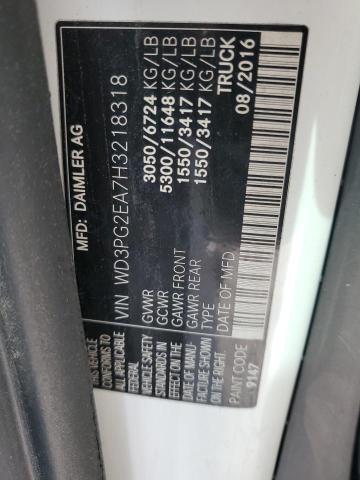 MFD: DAIMLER AG
VIN WD3PG2EA7H3218318
GVWR 3050/6724 KG/LB
GCWR 5300/11648 KG/LB
GAWR FRONT 1550/3417 KG/LB
GAWR REAR 1550/3417 KG/LB
TYPE TRUCK
DATE OF MFD 08/2016
THIS VEHICLE
CONFORMS TO
ALL APPLICABLE
FEDERAL
VEHICLE SAFETY
STANDARDS IN
EFFECT ON THE
DATE OF MANU-
FACTURE SHOWN
ON THE RIGHT.
PAINT CODE
9147